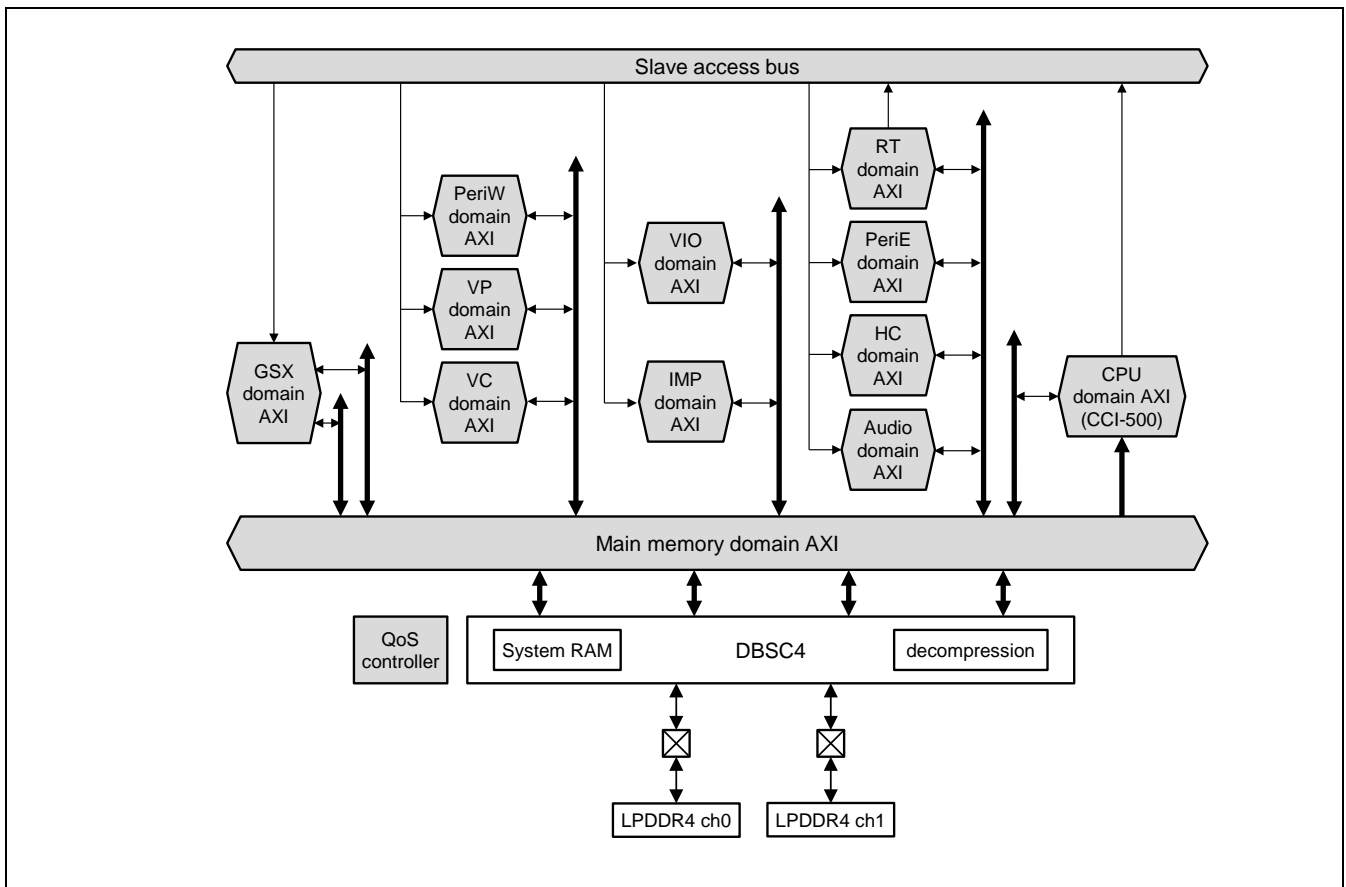 Slave access bus
RT
domain
AXI
PeriW
domain
AXI
VIO
domain
AXI
PeriE
domain
AXI
VP
domain
AXI
HC
domain
AXI
GSX
domain
AXI
VC
domain
AXI
IMP
domain
AXI
CPU
domain AXI
(CCI-500)
Audio
domain
AXI
Main memory domain AXI
QoS
controller
System RAM
DBSC4
decompression
LPDDR4 ch0
LPDDR4 ch1